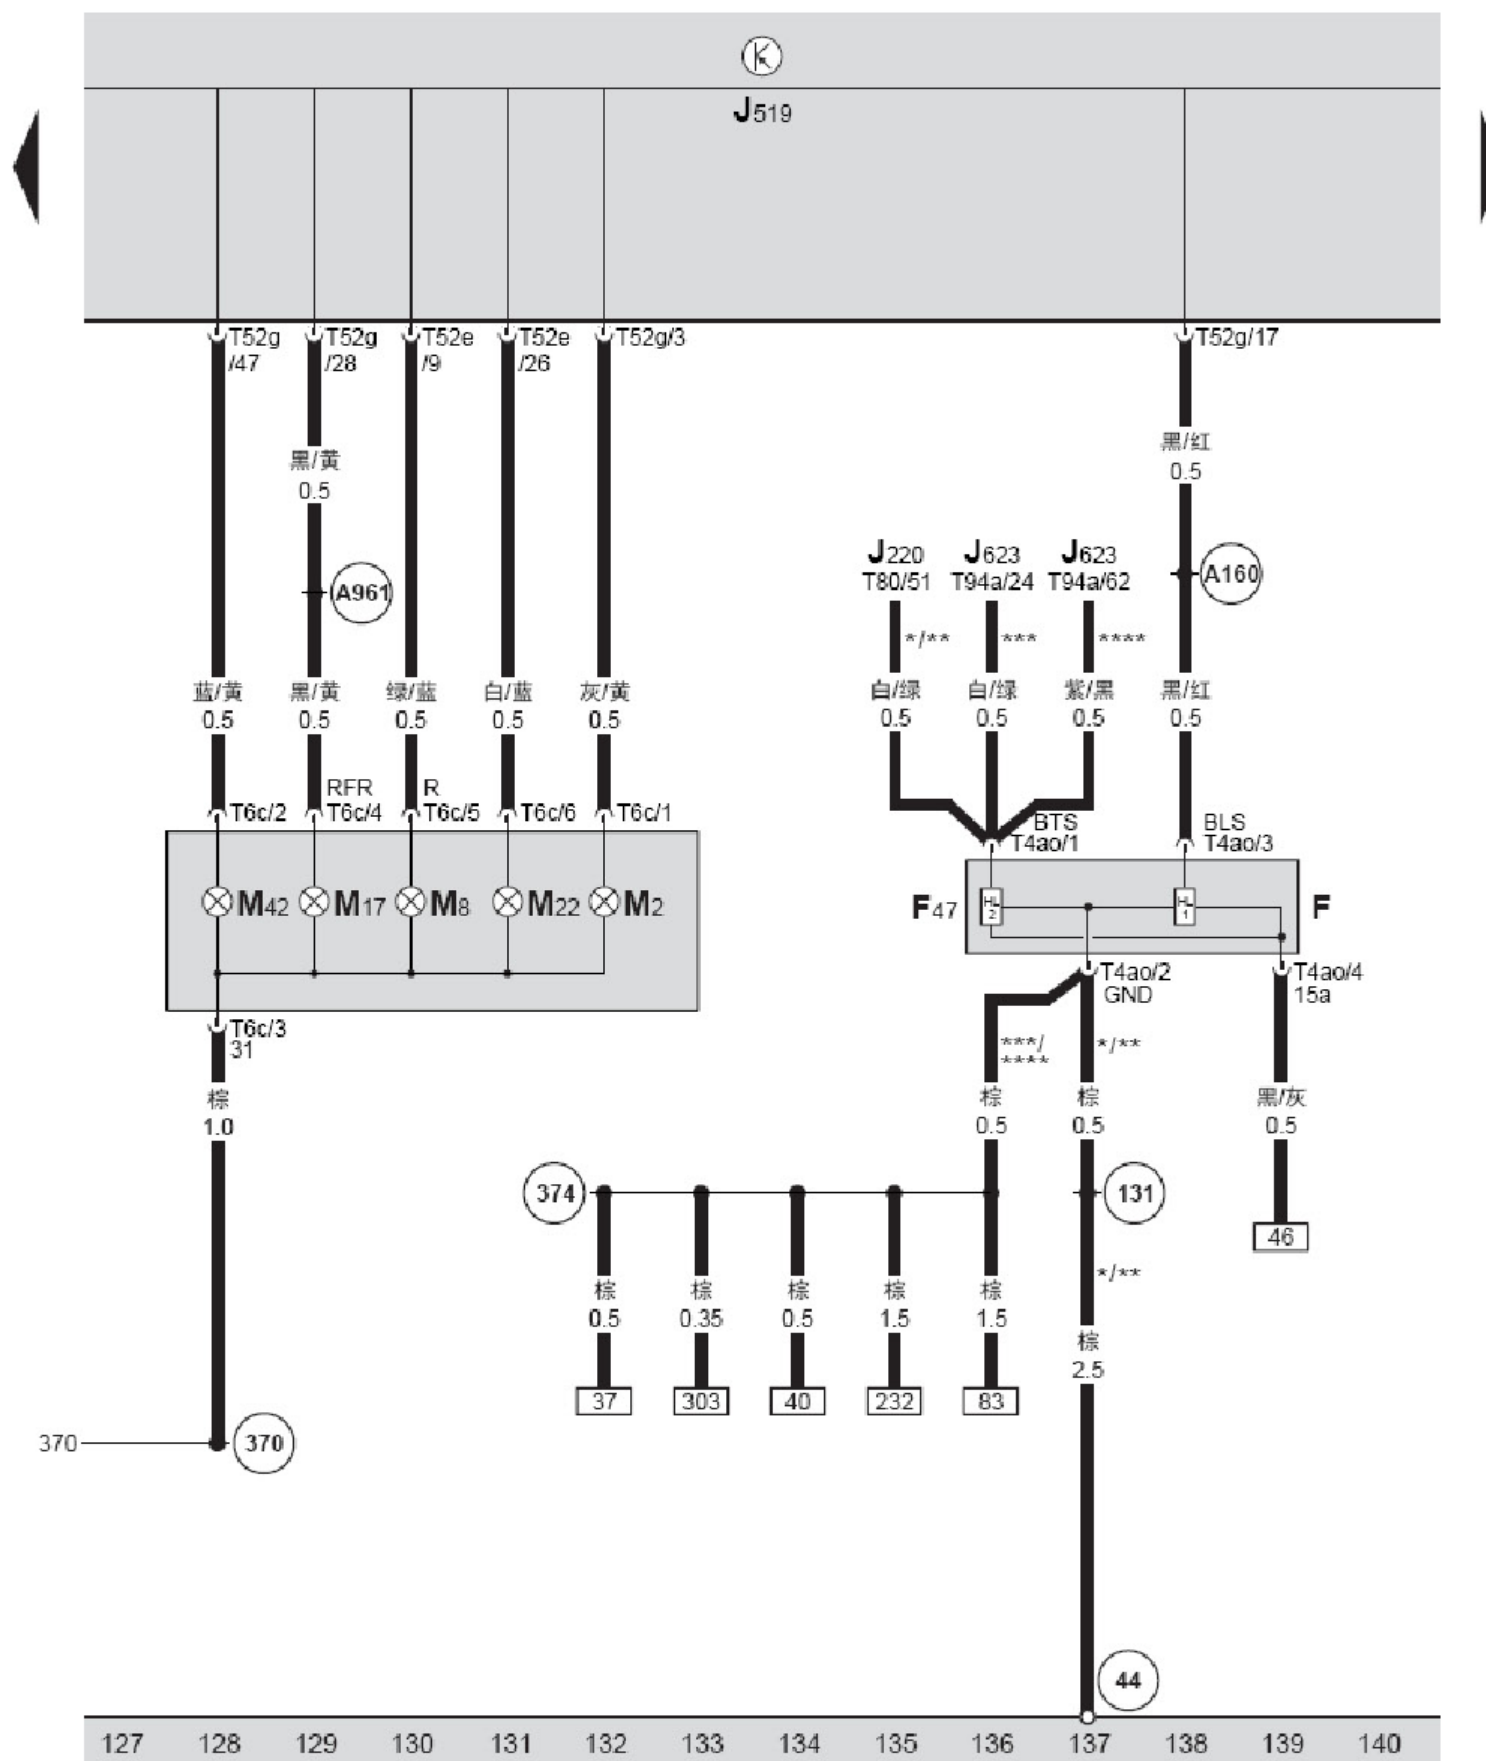 J519
T52g
/47
T52g
/28
T52e
/9
T52e
/26
T52g/3
T52g/17
黑/黄
0.5
黑/红
0.5
A961
J220
T80/51
J623
T94a/24
J623
T94a/62
A160
*/**
***
****
蓝/黄
0.5
黑/黄
0.5
绿/蓝
0.5
白/蓝
0.5
灰/黄
0.5
白/绿
0.5
白/绿
0.5
紫/黑
0.5
黑/红
0.5
T6c/2
RFR
T6c/4
R
T6c/5
T6c/6
T6c/1
BTS
T4ao/1
BLS
T4ao/3
M42
M17
M8
M22
M2
F47
HL
2
HL
1
F
T6c/3
31
T4ao/2
GND
T4ao/4
15a
***/
****
*/**
棕
1.0
棕
0.5
棕
0.5
黑/灰
0.5
374
131
46
*/**
棕
0.5
棕
0.35
棕
0.5
棕
1.5
棕
1.5
棕
2.5
37
303
40
232
83
370
370
44
127 128 129 130 131 132 133 134 135 136 137 138 139 140